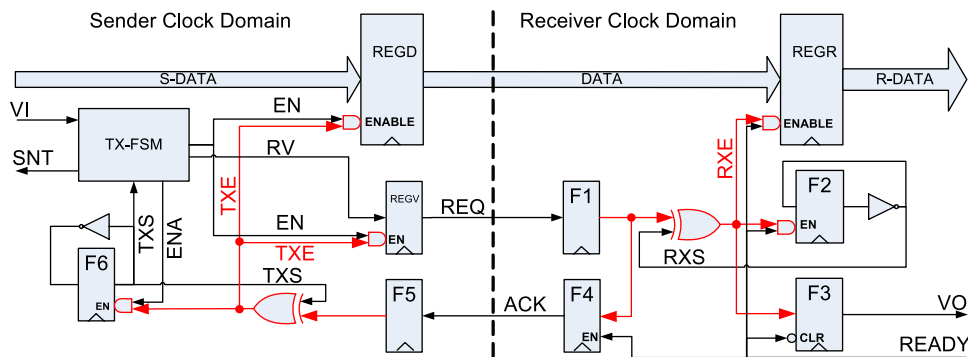 Sender Clock Domain
Receiver Clock Domain
REGD
REGR
S-DATA
DATA
R-DATA
VI
EN
ENABLE
ENABLE
TX-FSM
RV
SNT
TXE
RXE
REGV
REQ
F1
F2
EN
EN
EN
TXS
ENA
TXE
RXS
F6
TXS
F5
ACK
F4
F3
VO
EN
EN
CLR
READY